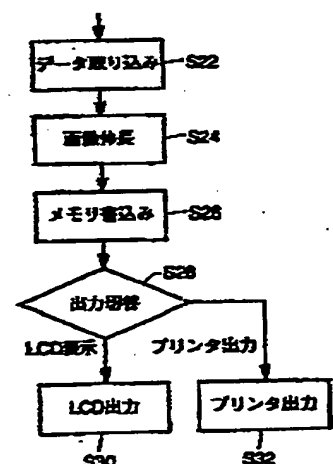 データ取り込み S22
画像伸長 S24
メモリ書込み S26
出力切替 S28
LCD表示 プリンタ出力
LCD出力 プリンタ出力
S30 S32